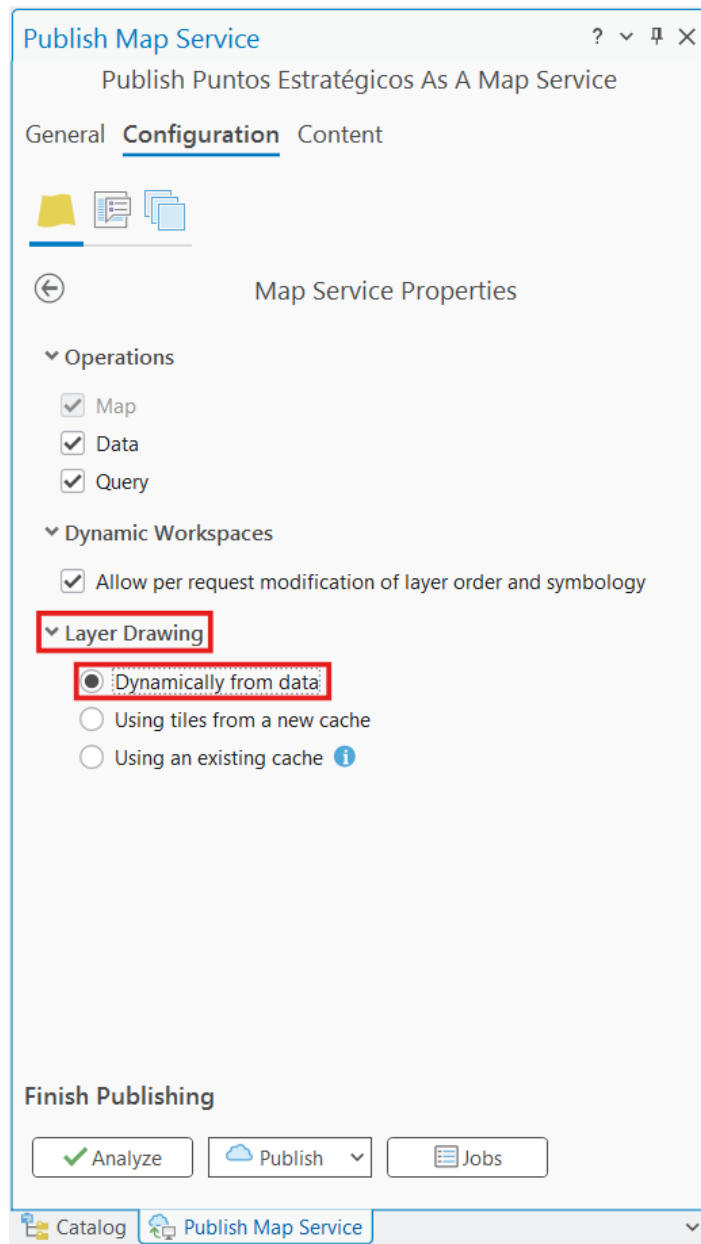 Publish Map Service ?
Publish Puntos Estratégicos As A Map Service
General Configuration Content
Map Service Properties
Operations
Map
Data
Query
Dynamic Workspaces
Allow per request modification of layer order and symbology
Layer Drawing
Dynamically from data
Using tiles from a new cache
Using an existing cache i
Finish Publishing
Analyze Publish Jobs
Catalog Publish Map Service